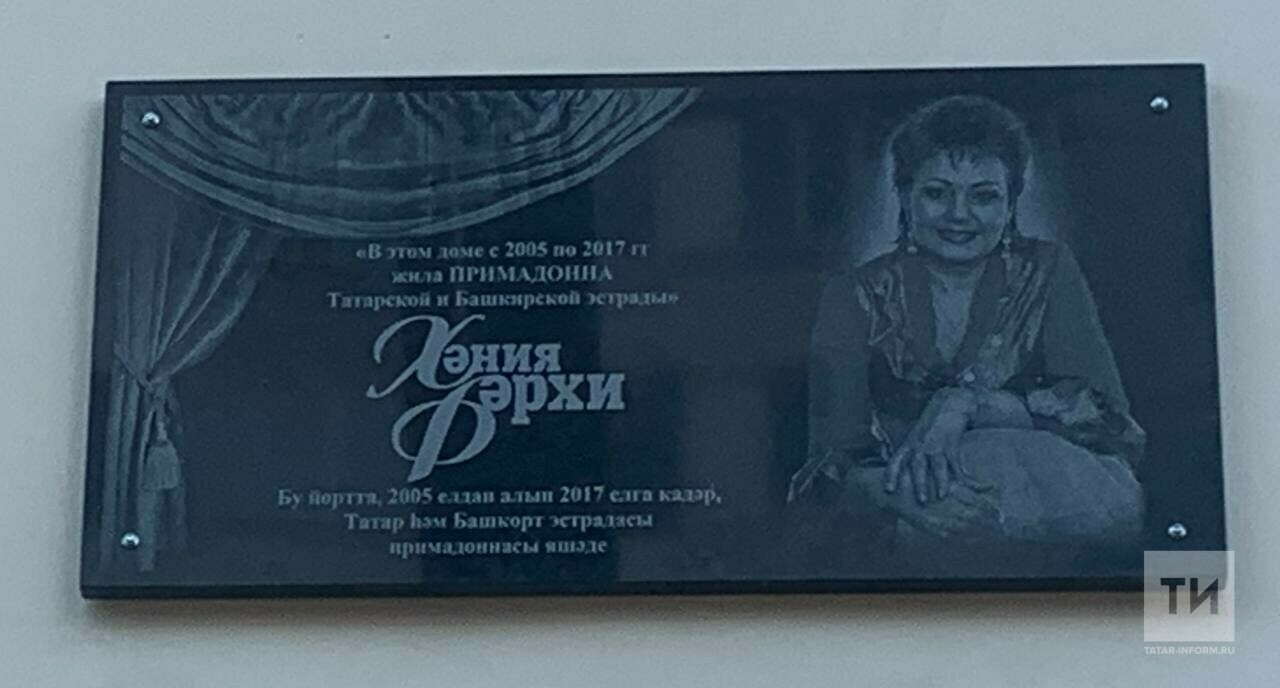 «В этом доме с 2005 по 2017 гг
жила ПРИМАДОННА
Татарской и Башкирской эстрады»
Хәния
Фәрхи
Бу йортта, 2005 елдан алып 2017 елга кадәр,
Татар һәм Башкорт эстрадасы
примадоннасы яшәде
ТИ
TATAR-INFORM.RU